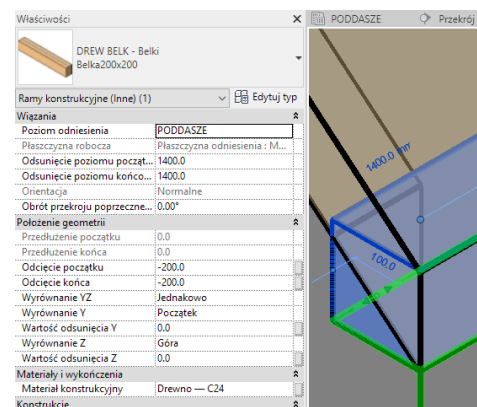 Właściwości
PODDASZE
Przekrój
DREW BELK - Belki
Belka200x200
Ramy konstrukcyjne (Inne) (1)
Edytuj typ
Wiązania
Poziom odniesienia PODDASZE
Płaszczyzna robocza Płaszczyzna odniesienia : M...
Odsunięcie poziomu począt... 1400.0
Odsunięcie poziomu końco... 1400.0
Orientacja Normalne
Obrót przekroju poprzeczne... 0.00°
Położenie geometrii
Przedłużenie początku 0.0
Przedłużenie końca 0.0
Odcięcie początku -200.0
Odcięcie końca -200.0
Wyrównanie YZ Jednakowo
Wyrównanie Y Początek
Wartość odsunięcia Y 0.0
Wyrównanie Z Góra
Wartość odsunięcia Z 0.0
Materiały i wykończenia
Materiał konstrukcyjny Drewno — C24
Konstrukcje
1400.0 mm
100.0